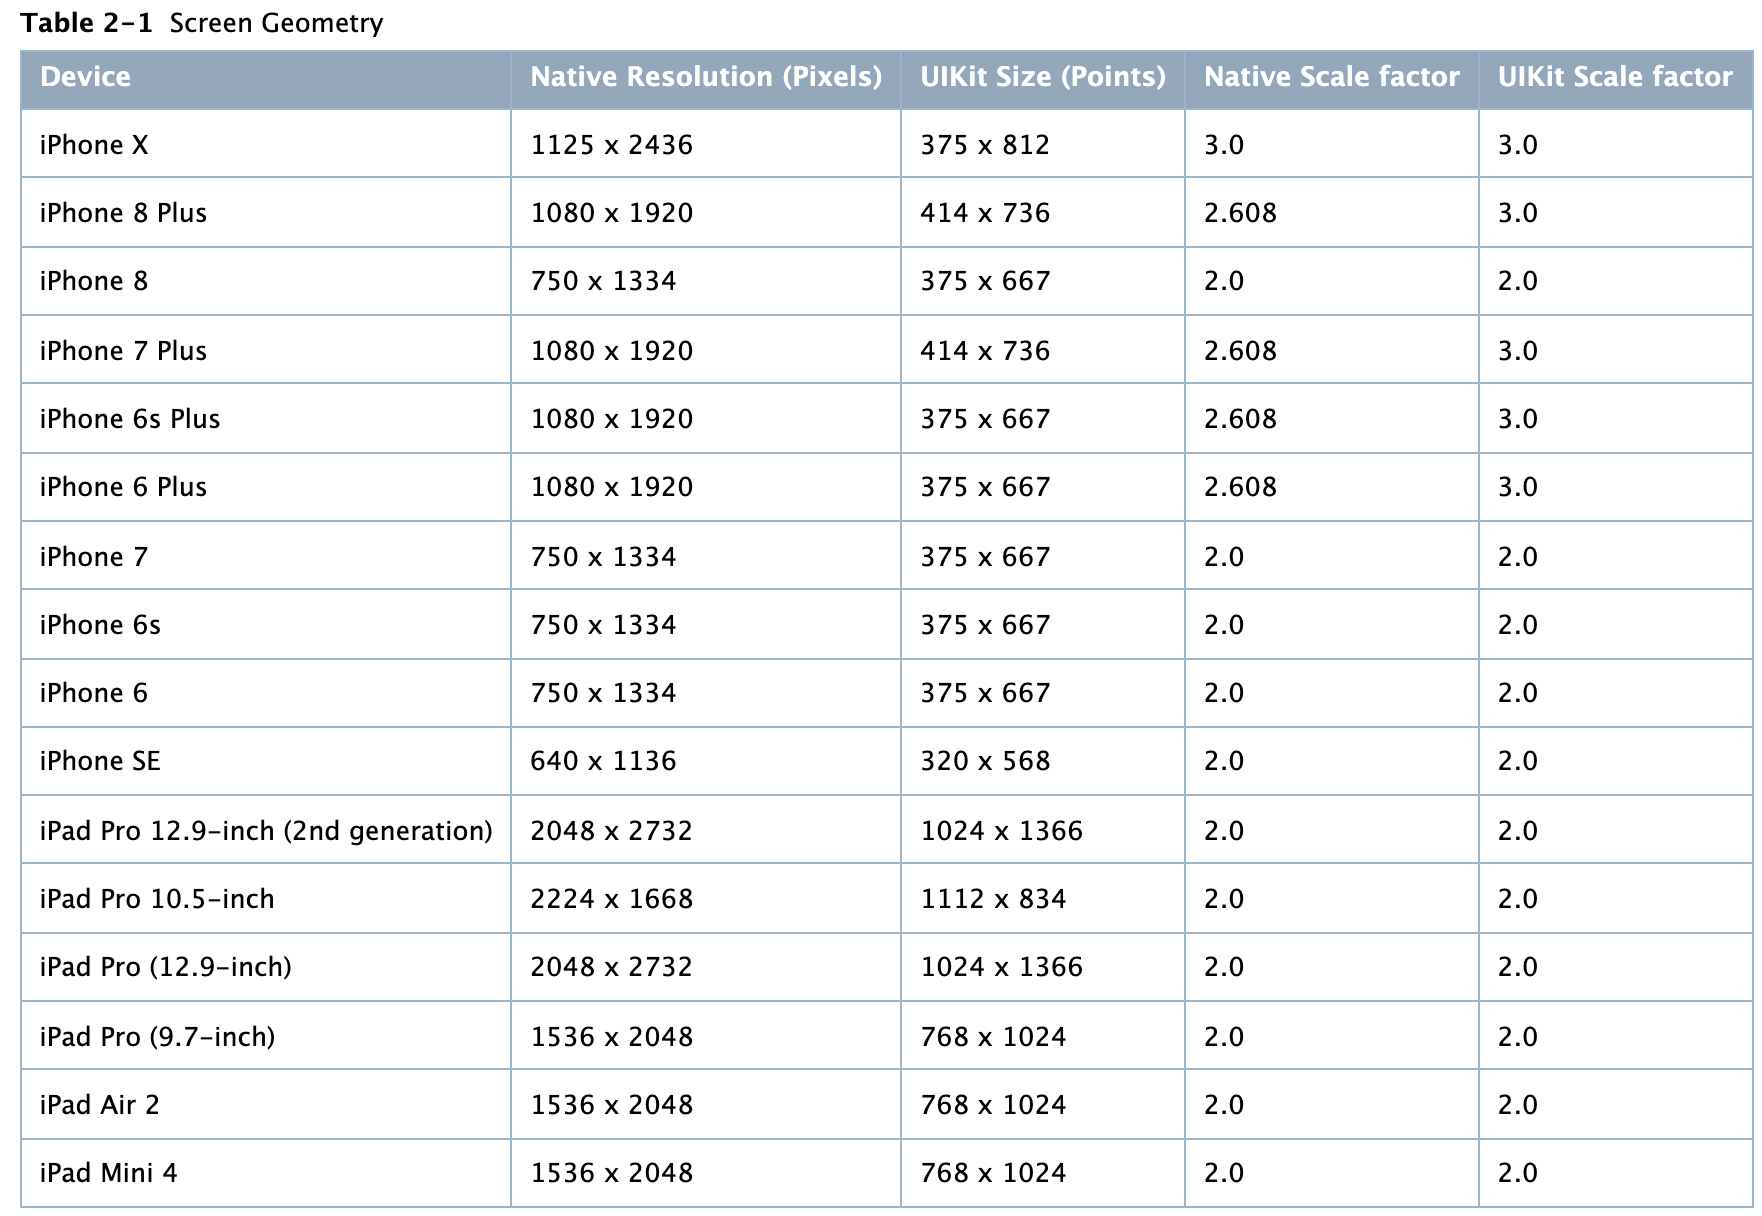 Table 2-1 Screen Geometry
Device Native Resolution (Pixels) UIKit Size (Points) Native Scale factor UIKit Scale factor
iPhone X 1125 x 2436 375 x 812 3.0 3.0
iPhone 8 Plus 1080 x 1920 414 x 736 2.608 3.0
iPhone 8 750 x 1334 375 x 667 2.0 2.0
iPhone 7 Plus 1080 x 1920 414 x 736 2.608 3.0
iPhone 6s Plus 1080 x 1920 375 x 667 2.608 3.0
iPhone 6 Plus 1080 x 1920 375 x 667 2.608 3.0
iPhone 7 750 x 1334 375 x 667 2.0 2.0
iPhone 6s 750 x 1334 375 x 667 2.0 2.0
iPhone 6 750 x 1334 375 x 667 2.0 2.0
iPhone SE 640 x 1136 320 x 568 2.0 2.0
iPad Pro 12.9-inch (2nd generation) 2048 x 2732 1024 x 1366 2.0 2.0
iPad Pro 10.5-inch 2224 x 1668 1112 x 834 2.0 2.0
iPad Pro (12.9-inch) 2048 x 2732 1024 x 1366 2.0 2.0
iPad Pro (9.7-inch) 1536 x 2048 768 x 1024 2.0 2.0
iPad Air 2 1536 x 2048 768 x 1024 2.0 2.0
iPad Mini 4 1536 x 2048 768 x 1024 2.0 2.0